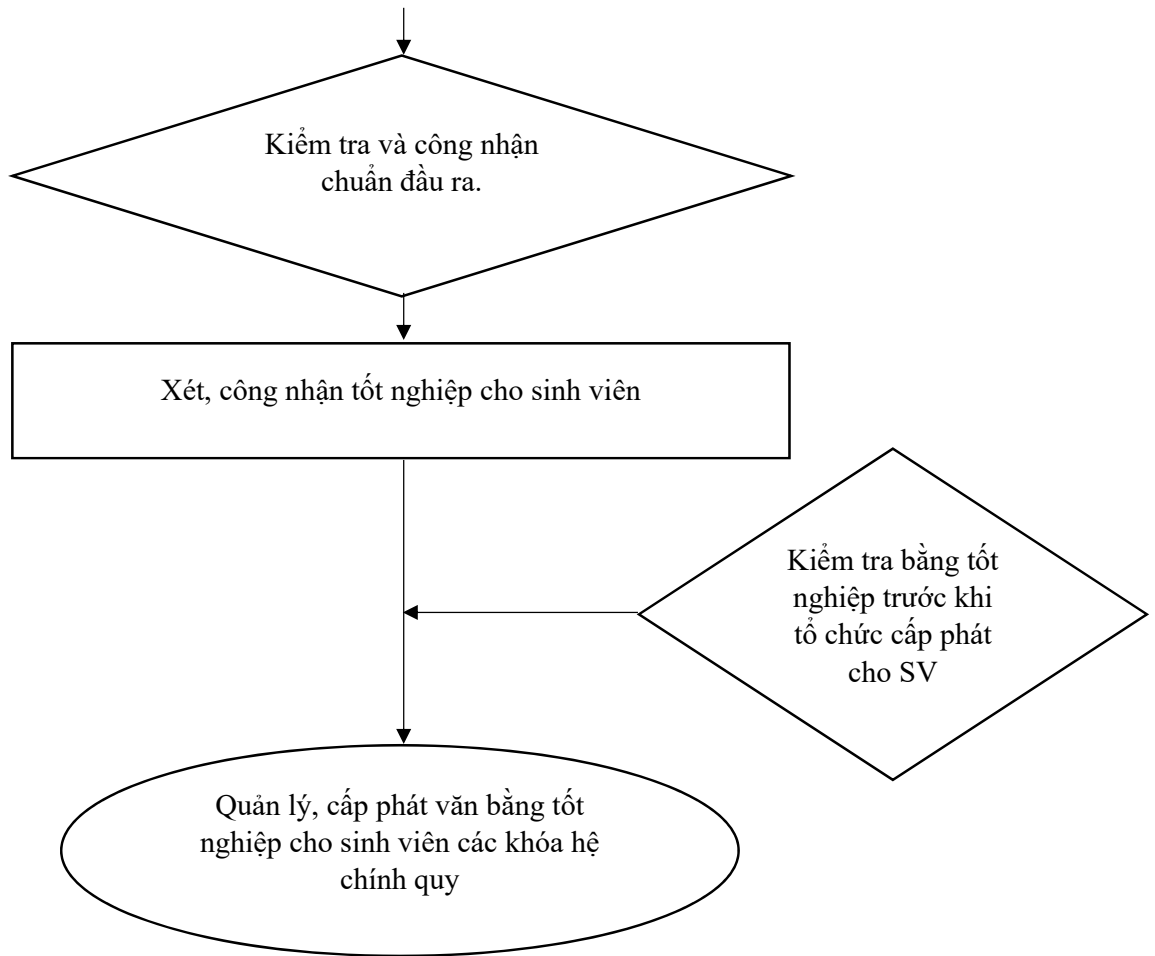 Kiểm tra và công nhận
chuẩn đầu ra.
Xét, công nhận tốt nghiệp cho sinh viên
Kiểm tra bằng tốt
nghiệp trước khi
tổ chức cấp phát
cho SV
Quản lý, cấp phát văn bằng tốt
nghiệp cho sinh viên các khóa hệ
chính quy